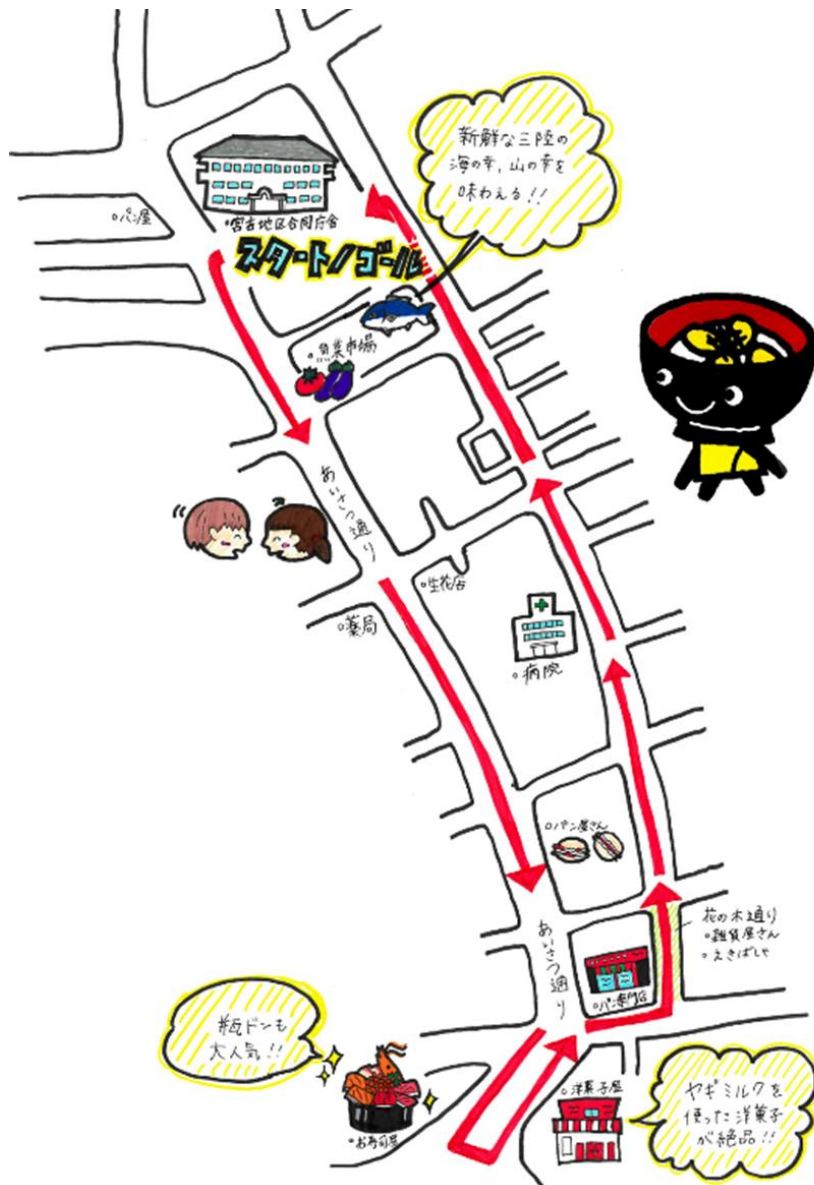 新鮮な三陸の
海の幸、山の幸を
味わえる!!
○パン屋
○宮古地区合同庁舎
スタート/ゴール
○魚菜市場
あいさつ通り
○生花店
○薬局
○病院
○パン屋さん
花の木通り
○雑貨屋さん
○えきばしや
あいさつ通り
○パン専門店
瓶ドンも
大人気!!
○お寿司屋
○洋菓子屋
ヤギミルクを
使った洋菓子
が絶品!!